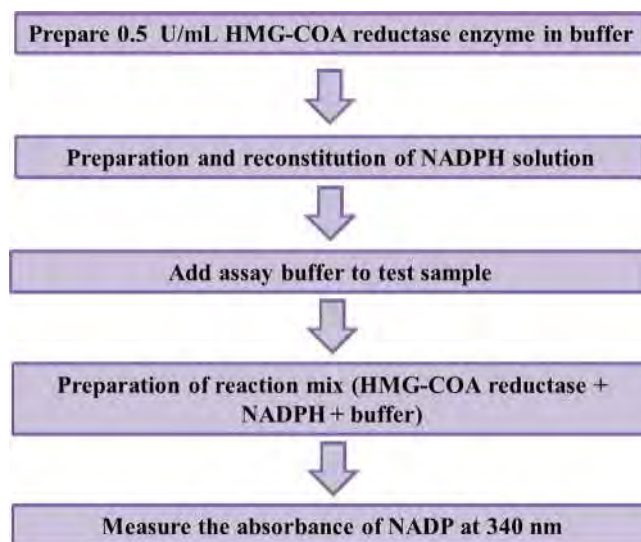 Prepare 0.5 U/mL HMG-COA reductase enzyme in buffer
Preparation and reconstitution of NADPH solution
Add assay buffer to test sample
Preparation of reaction mix (HMG-COA reductase +
NADPH + buffer)
Measure the absorbance of NADP at 340 nm